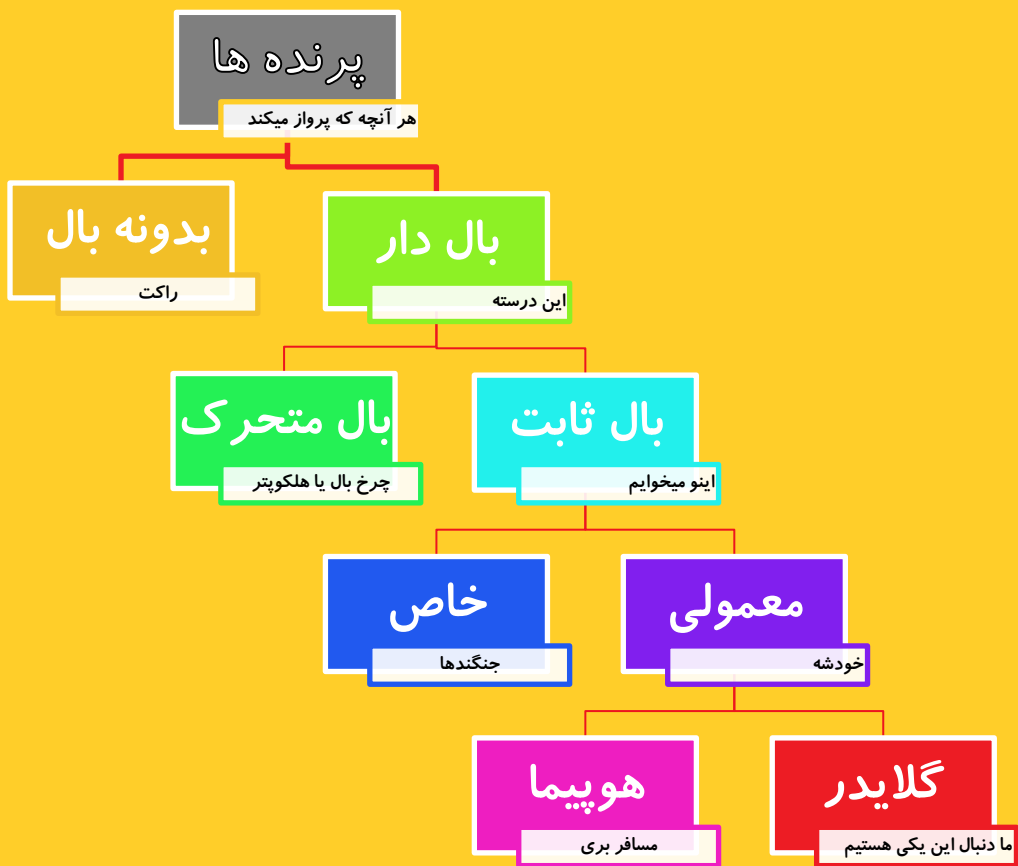 پرنده ها
هر آنچه که پرواز میکند
بال دار
این درسته
بدونه بال
راکت
بال ثابت
اینو میخوایم
بال متحرک
چرخ بال یا هلکوپتر
معمولی
خودشه
خاص
جنگندها
گلایدر
ما دنبال این یکی هستیم
هوپیما
مسافر بری